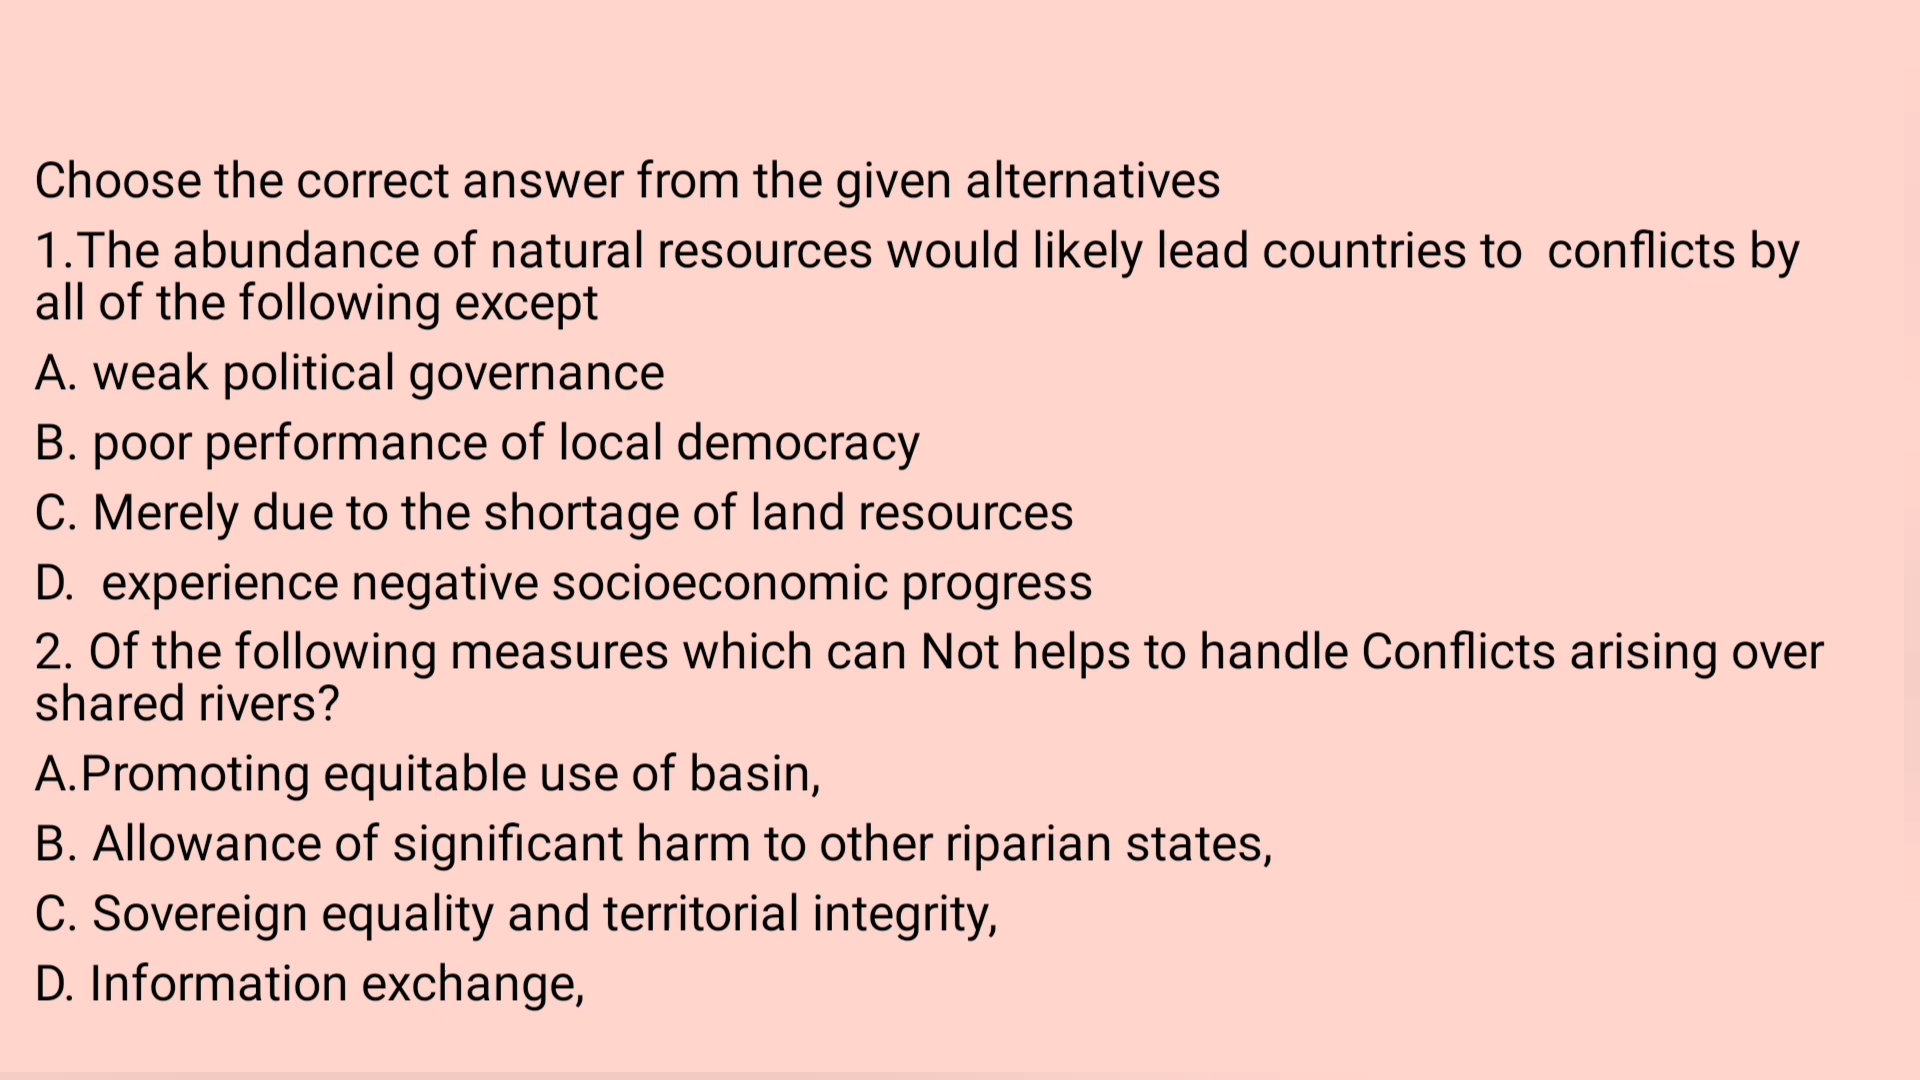 Choose the correct answer from the given alternatives
1.The abundance of natural resources would likely lead countries to  conflicts by
all of the following except
A. weak political governance
B. poor performance of local democracy
C. Merely due to the shortage of land resources
D.  experience negative socioeconomic progress
2. Of the following measures which can Not helps to handle Conflicts arising over
shared rivers?
A.Promoting equitable use of basin,
B. Allowance of significant harm to other riparian states,
C. Sovereign equality and territorial integrity,
D. Information exchange,